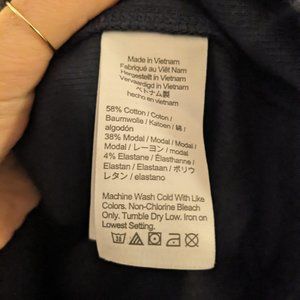 Made in Vietnam
Fabriqué au Viêt Nam
Hergestellt in Vietnam
Vervaardigd in Vietnam
ベトナム製
hecho en vietnam
58% Cotton / Coton /
Baumwolle / Katoen / 綿 /
algodón
38% Modal / Modal / Modal /
Modal / レーヨン / modal
4% Elastane / Élasthanne /
Elastan / Elastaan / ポリウ
レタン / elastano
Machine Wash Cold With Like
Colors. Non-Chlorine Bleach
Only. Tumble Dry Low. Iron on
Lowest Setting.